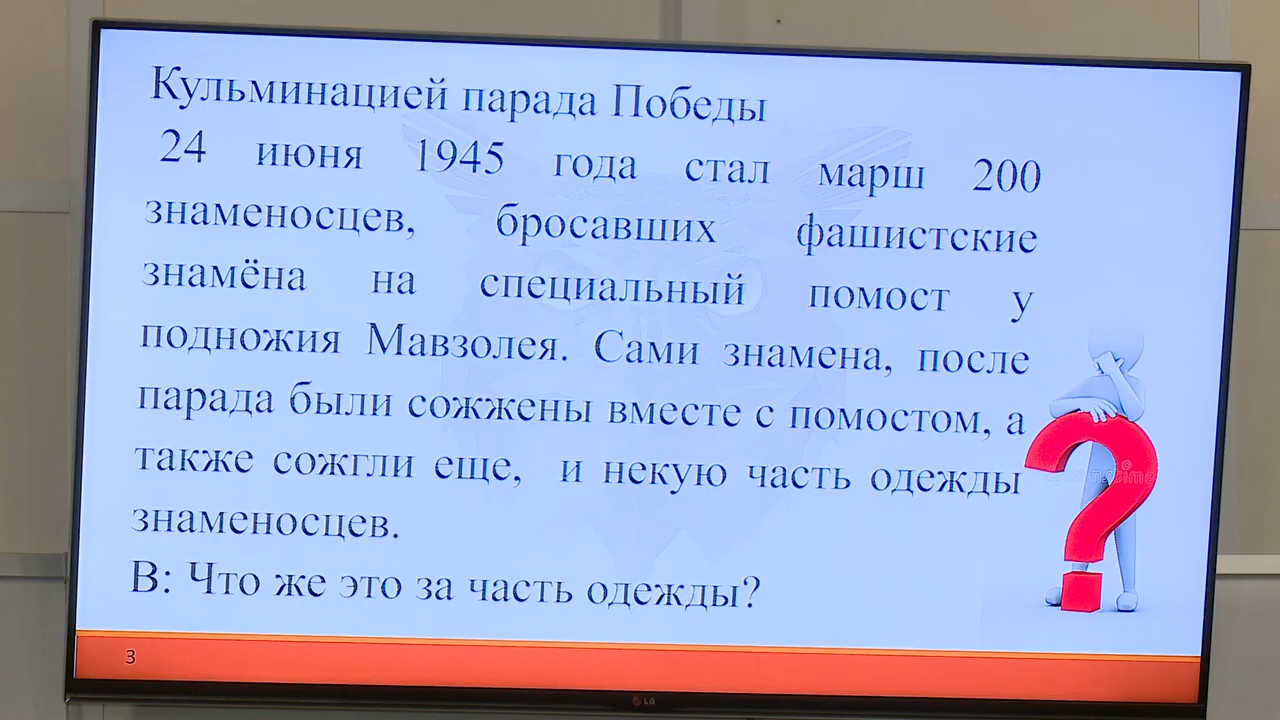 Кульминацией парада Победы
24 июня 1945 года стал марш 200
знаменосцев, бросавших фашистские
знамёна на специальный помост у
подножия Мавзолея. Сами знамена, после
парада были сожжены вместе с помостом, а
также сожгли еще, и некую часть одежды
знаменосцев.
В: Что же это за часть одежды?
3
LG